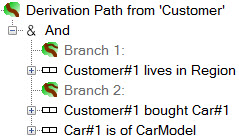 Derivation Path from 'Customer'
& And
Branch 1:
Customer#1 lives in Region
Branch 2:
Customer#1 bought Car#1
Car#1 is of CarModel